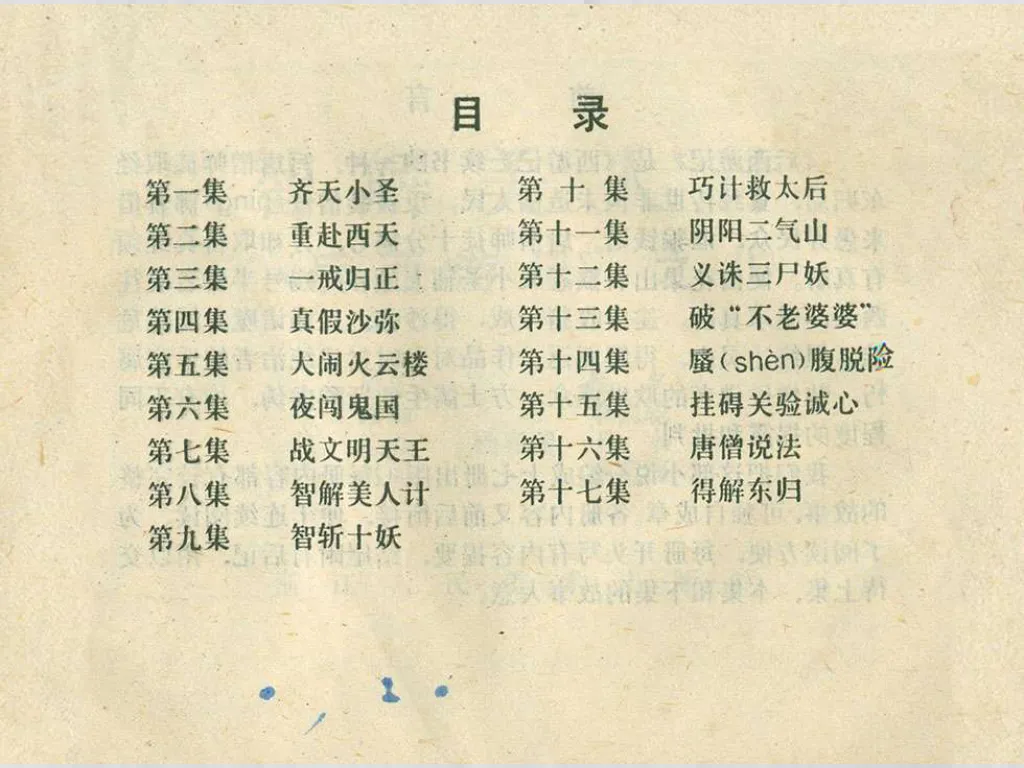 目 录
第一集 齐天小圣
第二集 重赴西天
第三集 一戒归正
第四集 真假沙弥
第五集 大闹火云楼
第六集 夜闯鬼国
第七集 战文明天王
第八集 智解美人计
第九集 智斩十妖
第十集 巧计救太后
第十一集 阴阳二气山
第十二集 义诛三尸妖
第十三集 破“不老婆婆”
第十四集 蜃(shèn)腹脱险
第十五集 挂碍关验诚心
第十六集 唐僧说法
第十七集 得解东归